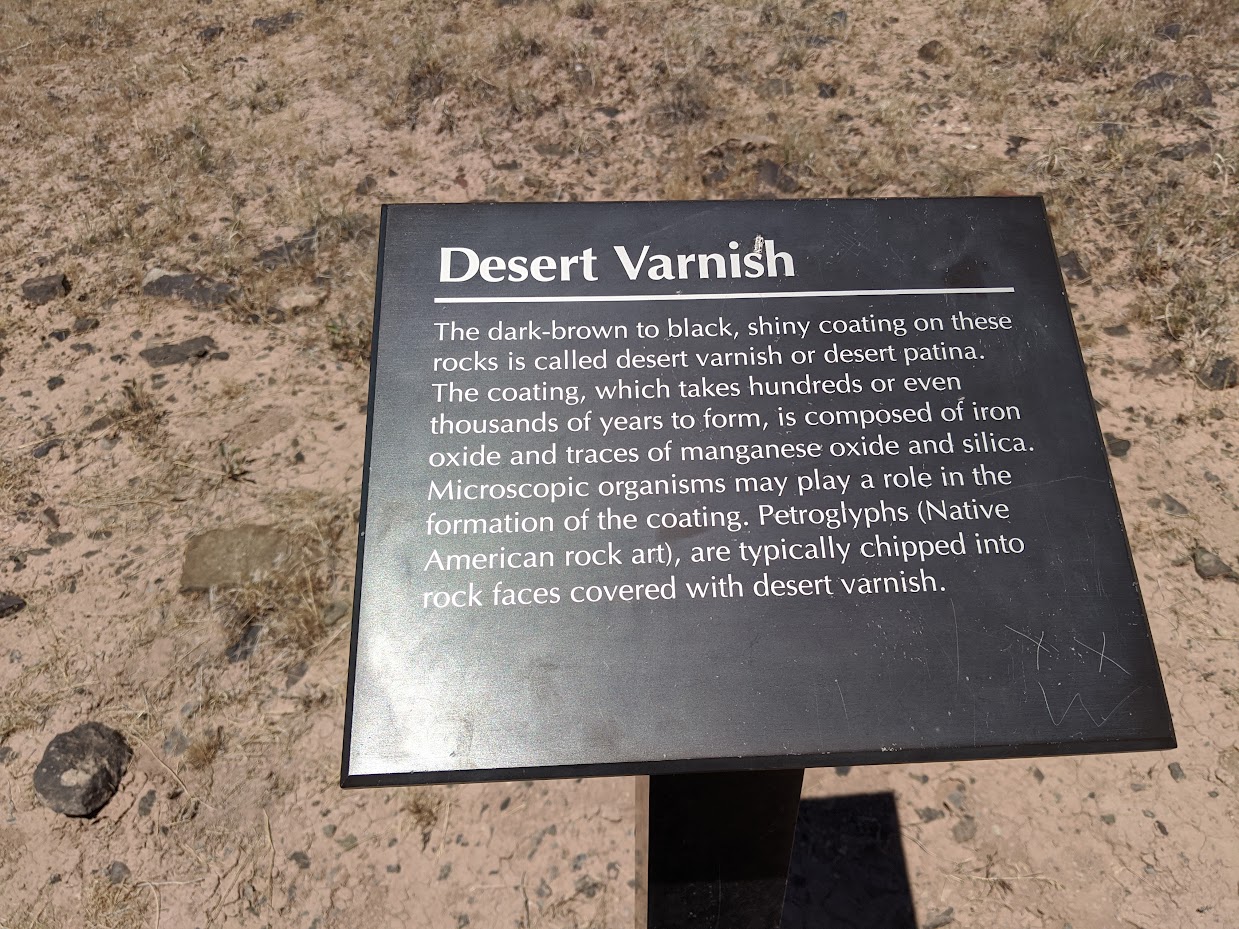 Desert Varnish
The dark-brown to black, shiny coating on these
rocks is called desert varnish or desert patina.
The coating, which takes hundreds or even
thousands of years to form, is composed of iron
oxide and traces of manganese oxide and silica.
Microscopic organisms may play a role in the
formation of the coating. Petroglyphs (Native
American rock art), are typically chipped into
rock faces covered with desert varnish.
X X
W